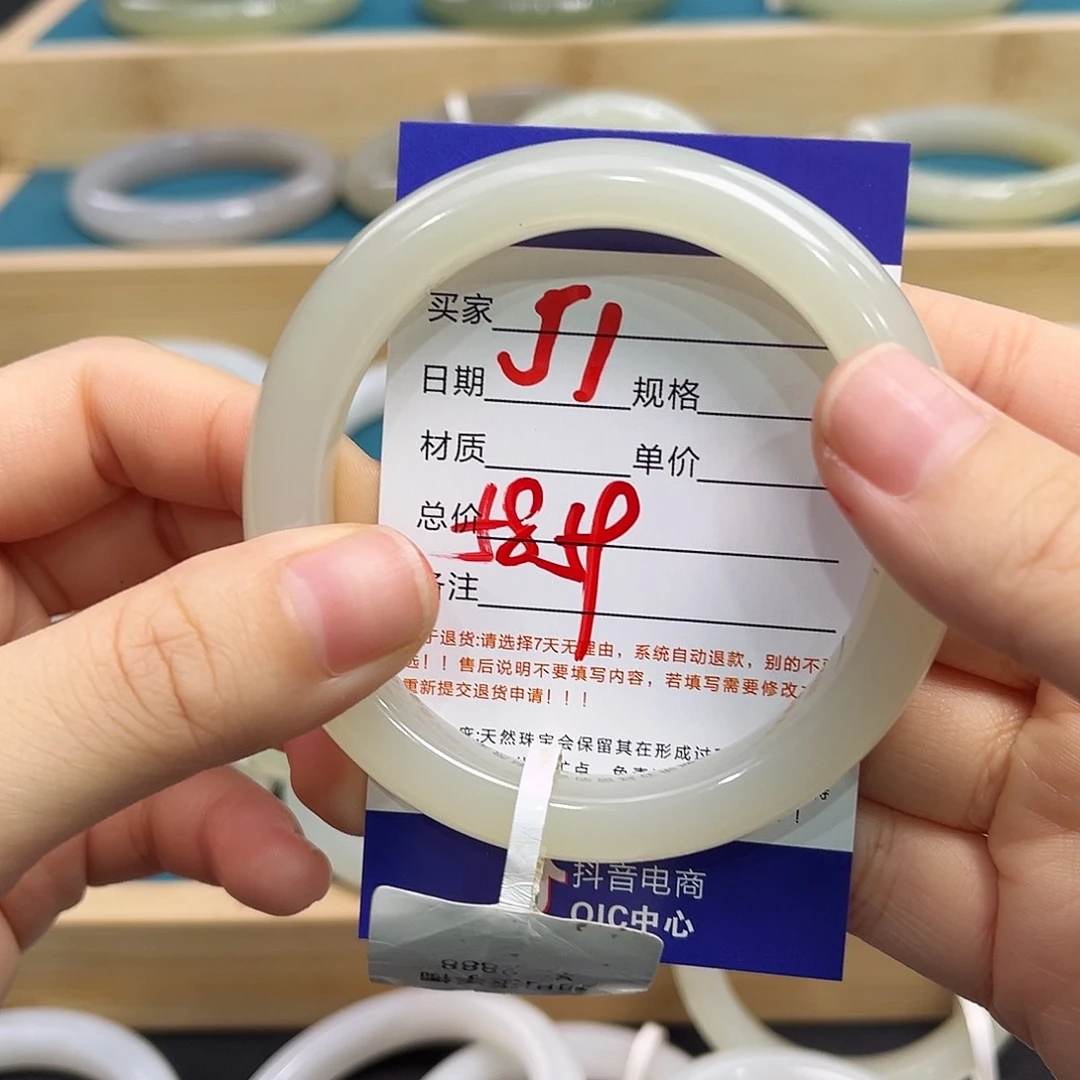 买家 J1
日期 规格
材质 单价
总价
注
退货:请选择7天无理由，系统自动退款，别的不
！！售后说明不要填写内容，若填写需要修改
重新提交退货申请！！！
:天然珠宝会保留其在形成过
！
抖音电商
QIC中心